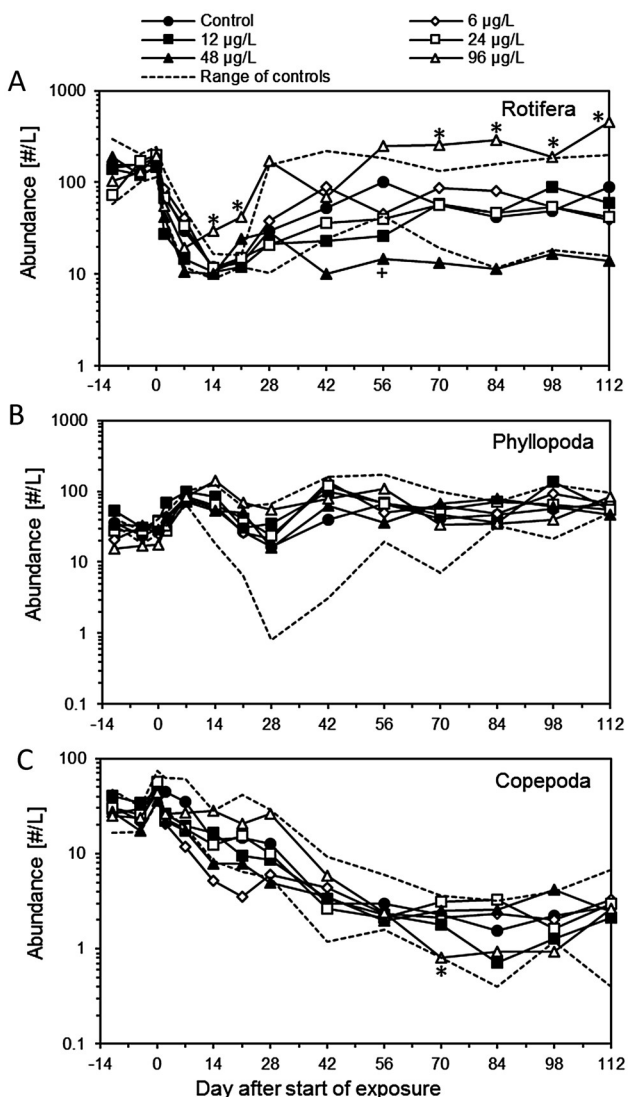 Control 6 µg/L
12 µg/L 24 µg/L
48 µg/L 96 µg/L
Range of controls
A
Rotifera
Abundance [#/L]
1000
100
10
1
* * * * * *
+
-14 0 14 28 42 56 70 84 98 112
B
Phyllopoda
Abundance [#/L]
1000
100
10
1
0.1
-14 0 14 28 42 56 70 84 98 112
C
Copepoda
Abundance [#/L]
100
10
1
0.1
*
-14 0 14 28 42 56 70 84 98 112
Day after start of exposure